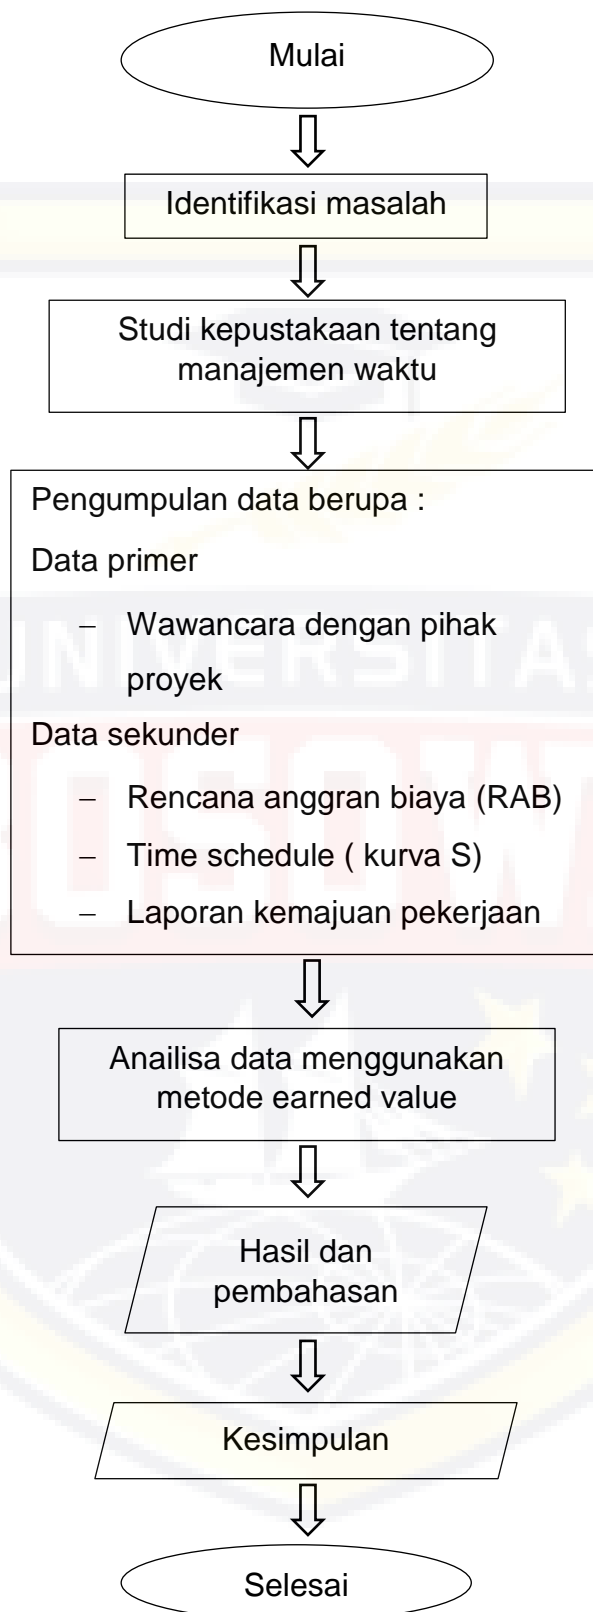 Mulai
Identifikasi masalah
Studi kepustakaan tentang
manajemen waktu
Pengumpulan data berupa :
Data primer
– Wawancara dengan pihak
proyek
Data sekunder
– Rencana anggran biaya (RAB)
– Time schedule ( kurva S)
– Laporan kemajuan pekerjaan
Anailisa data menggunakan
metode earned value
Hasil dan
pembahasan
Kesimpulan
Selesai
UNIVERSITAS